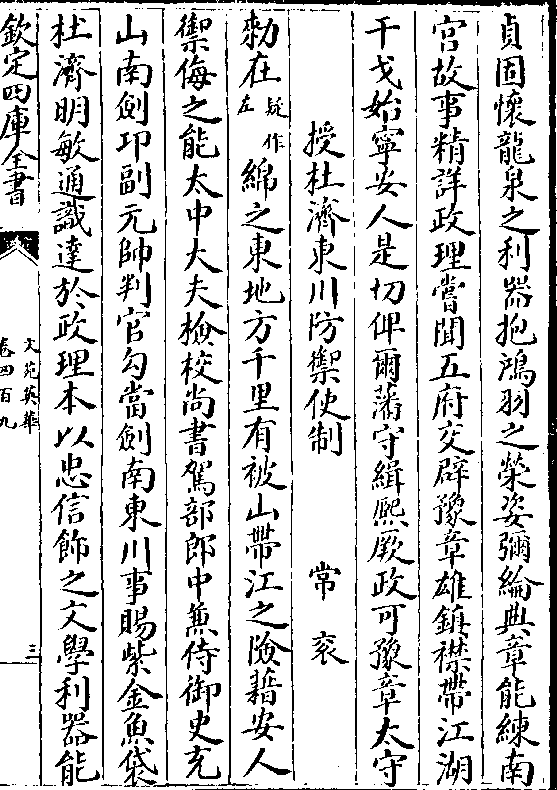 貞固懷龍泉之利器抱鴻羽之榮姿彌綸典章能練南
宮故事精詳政理嘗聞五府交辟豫章雄鎮襟帶江湖
干戈始寧安人是切俾爾藩守緝熙厥政可豫章太守
授杜濟東川防禦使制 常袞
勅在疑作左綿之東地方千里有被山帶江之險藉安人
禦侮之能太中大夫檢校尚書駕部郎中兼侍御史充
山南劍邛副元帥判官勾當劍南東川事賜紫金魚袋
杜濟明敏通識達於政理本以忠信飾之文學利器能
欽定四庫全書
文苑英華
卷四百九
三